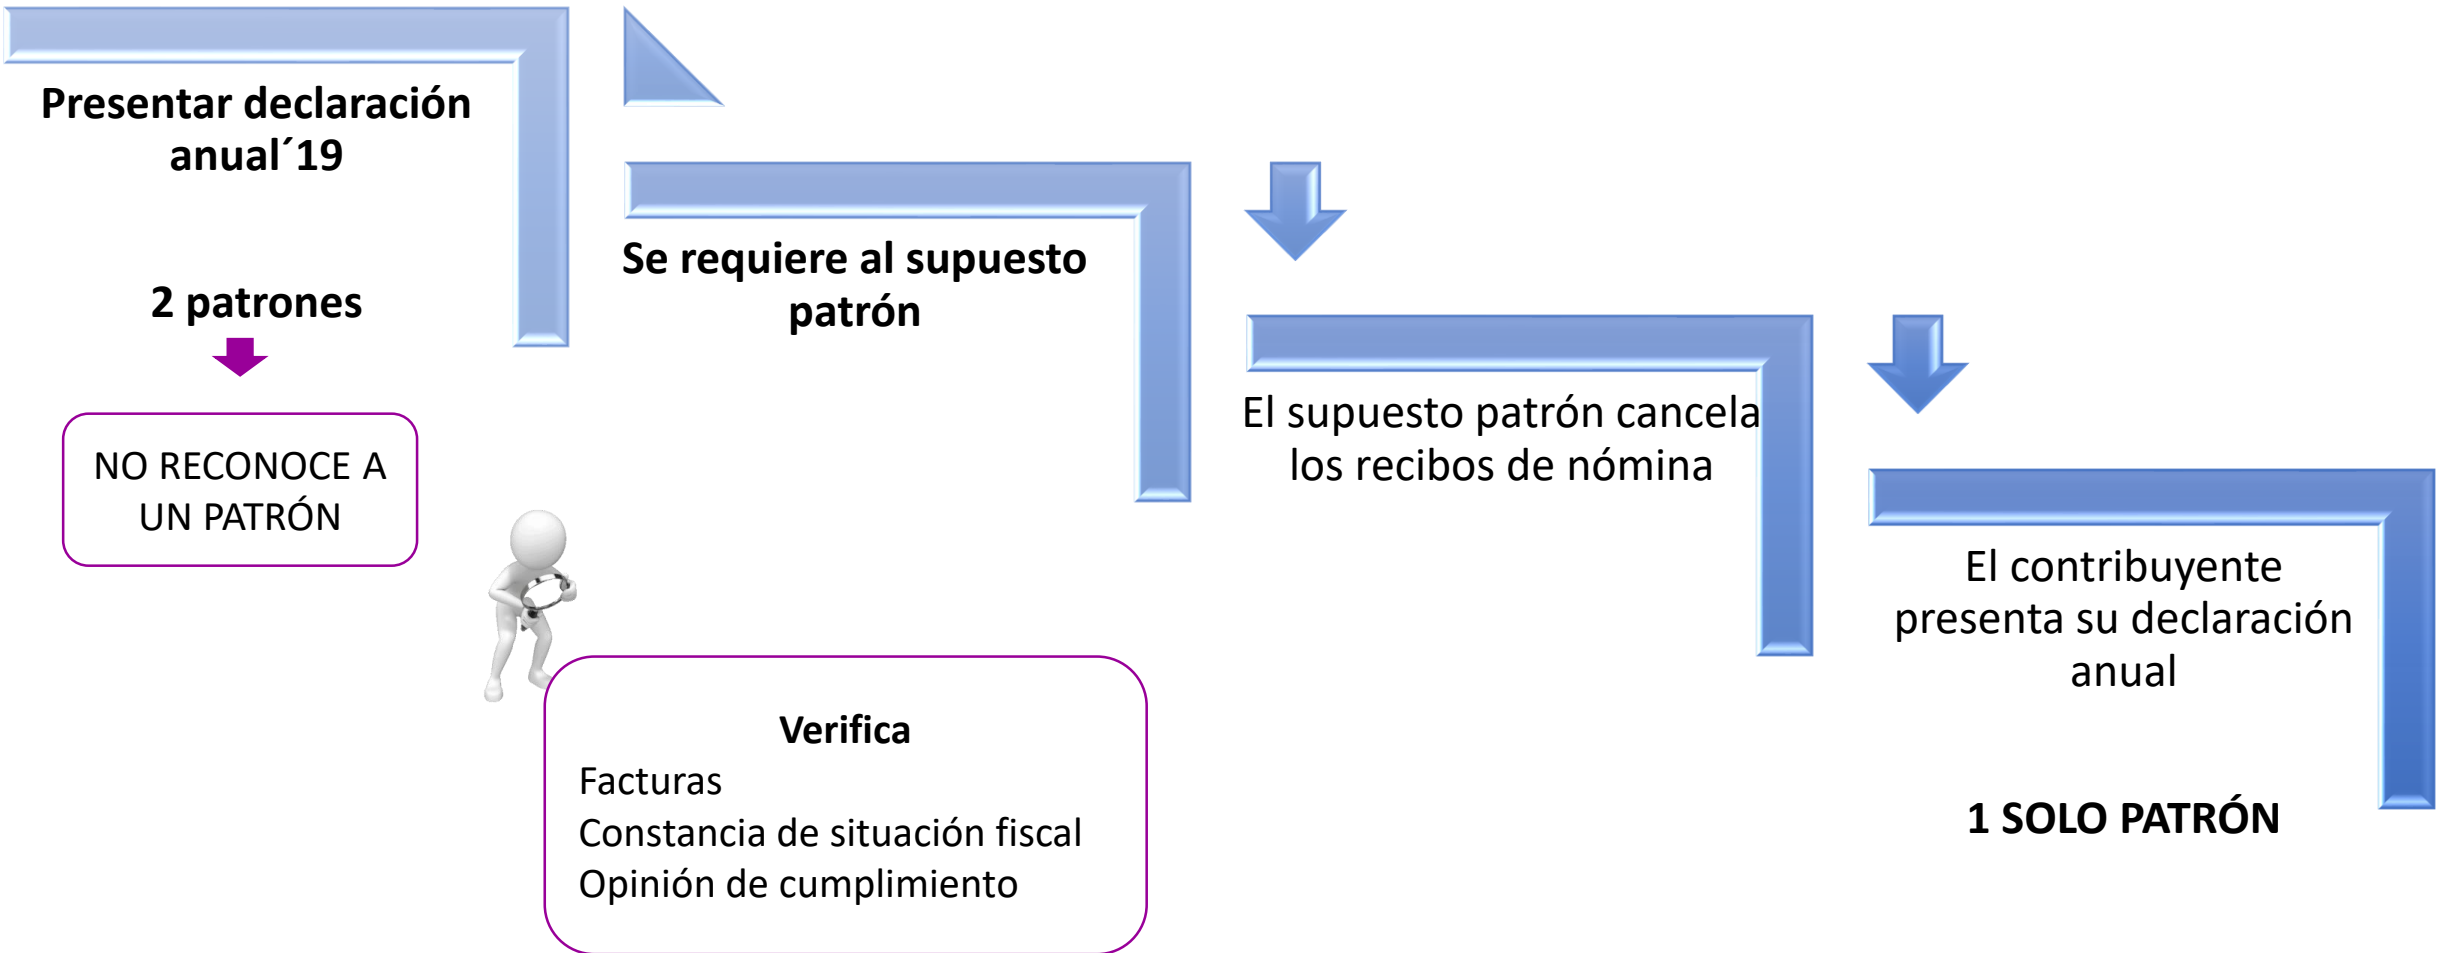 Presentar declaración
anual´19
2 patrones
NO RECONOCE A
UN PATRÓN
Se requiere al supuesto
patrón
Verifica
Facturas
Constancia de situación fiscal
Opinión de cumplimiento
El supuesto patrón cancela
los recibos de nómina
El contribuyente
presenta su declaración
anual
1 SOLO PATRÓN